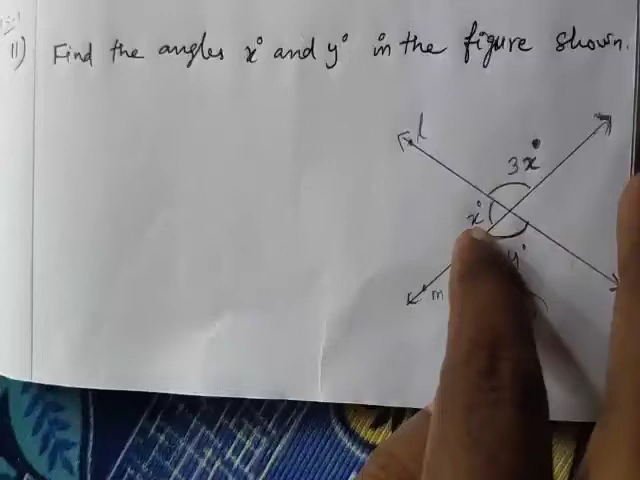 11) Find the angles x° and y° in the figure shown.
l
3x°
x°
y°
m